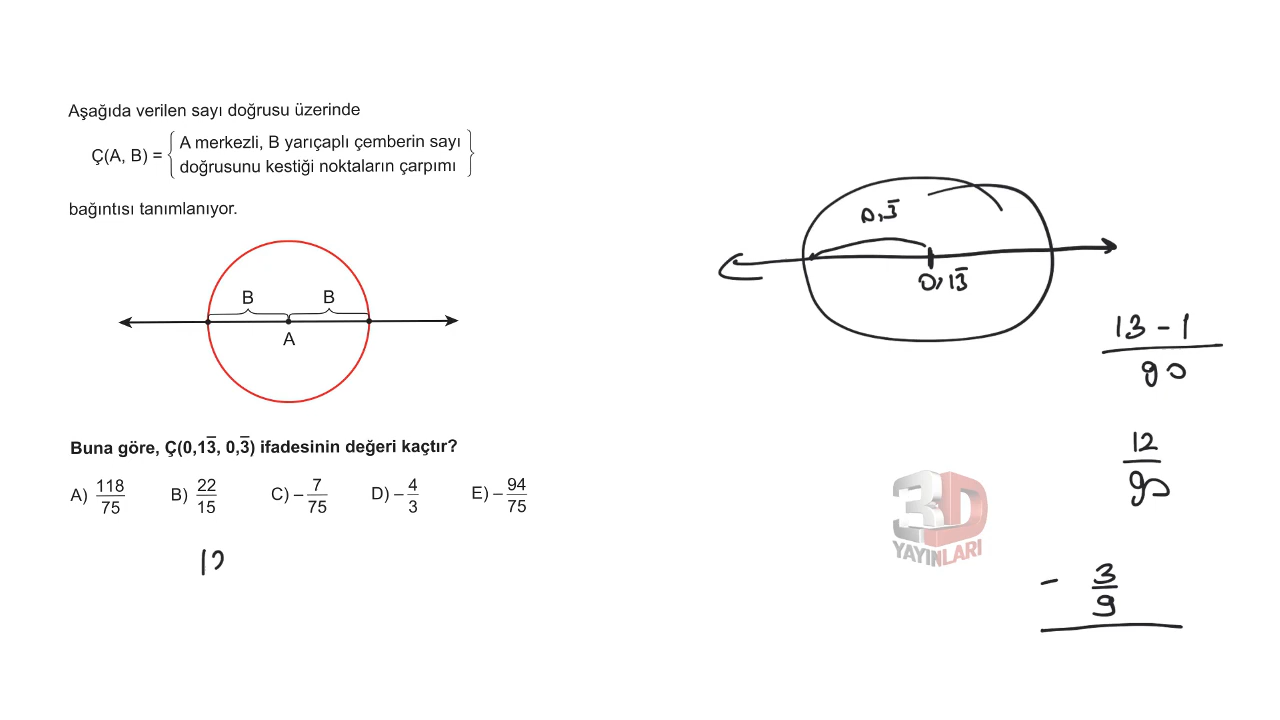 Aşağıda verilen sayı doğrusu üzerinde
Ç(A, B) = { A merkezli, B yarıçaplı çemberin sayı
doğrusunu kestiği noktaların çarpımı }
bağıntısı tanımlanıyor.
B B
A
Buna göre, Ç(0,13̅, 0,3̅) ifadesinin değeri kaçtır?
A) 118/75 B) 22/15 C) –7/75 D) –4/3 E) –94/75
0,3̅
0,13̅
13 – 1
90
12
90
– 3
9
3D
YAYINLARI